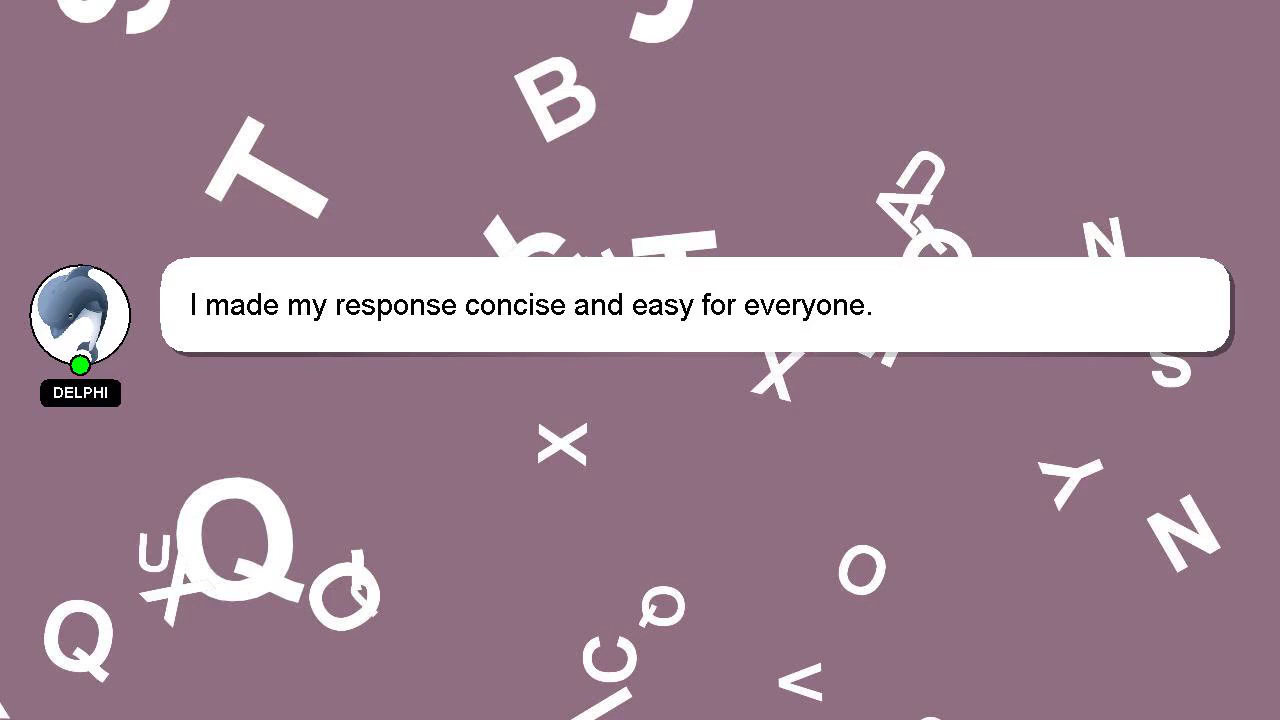 I made my response concise and easy for everyone.
DELPHI
B
T
U
A
N
T
X
S
X
Y
Q
N
U
X
O
Q
Q
Q
C
V